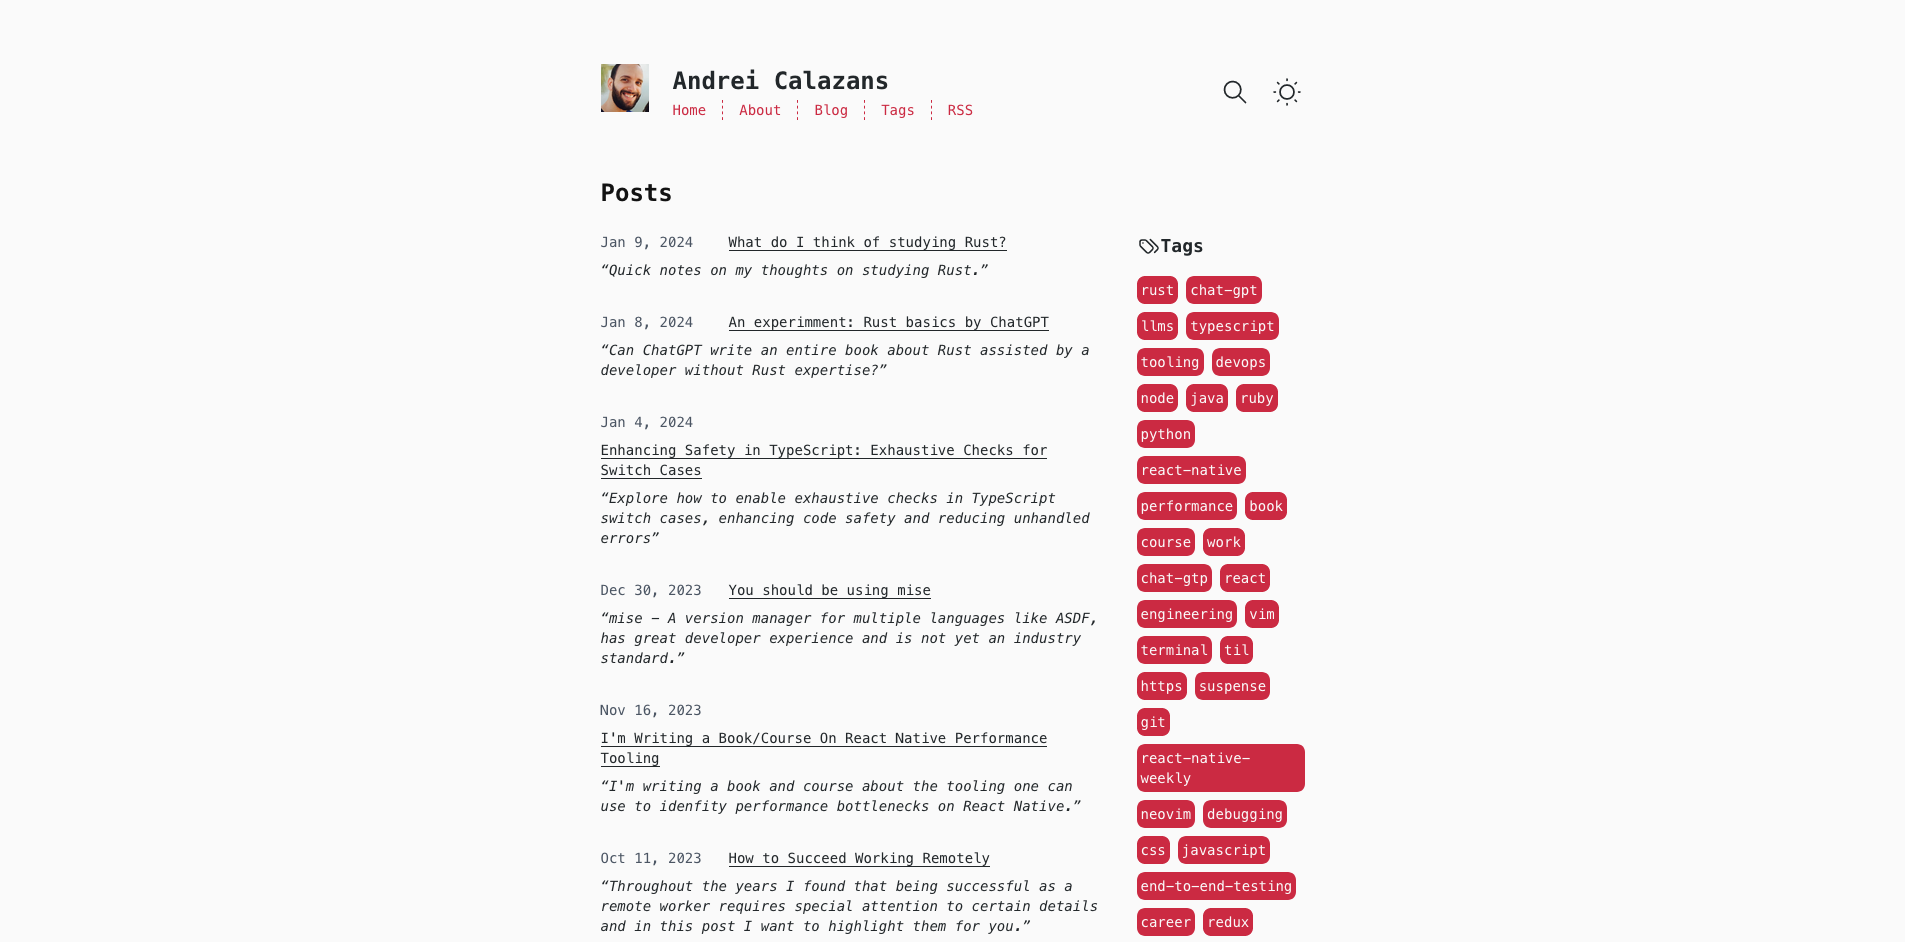 Andrei Calazans
Home
About
Blog
Tags
RSS
Posts
Jan 9, 2024 What do I think of studying Rust?
“Quick notes on my thoughts on studying Rust.”
Jan 8, 2024 An experimment: Rust basics by ChatGPT
“Can ChatGPT write an entire book about Rust assisted by a
developer without Rust expertise?”
Jan 4, 2024
Enhancing Safety in TypeScript: Exhaustive Checks for
Switch Cases
“Explore how to enable exhaustive checks in TypeScript
switch cases, enhancing code safety and reducing unhandled
errors”
Dec 30, 2023 You should be using mise
“mise – A version manager for multiple languages like ASDF,
has great developer experience and is not yet an industry
standard.”
Nov 16, 2023
I'm Writing a Book/Course On React Native Performance
Tooling
“I'm writing a book and course about the tooling one can
use to idenfity performance bottlenecks on React Native.”
Oct 11, 2023 How to Succeed Working Remotely
“Throughout the years I found that being successful as a
remote worker requires special attention to certain details
and in this post I want to highlight them for you.”
Tags
rust chat-gpt
llms typescript
tooling devops
node java ruby
python
react-native
performance book
course work
chat-gtp react
engineering vim
terminal til
https suspense
git
react-native-
weekly
neovim debugging
css javascript
end-to-end-testing
career redux